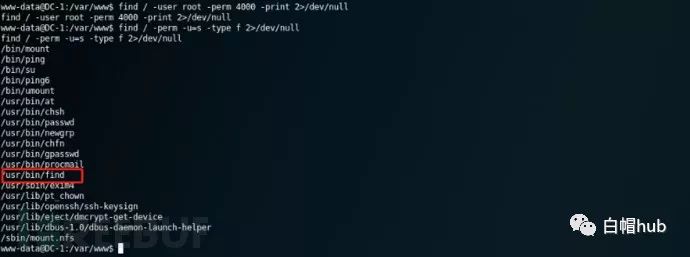 www-data@DC-1:/var/www$ find / -user root -perm 4000 -print 2>/dev/null
find / -user root -perm 4000 -print 2>/dev/null
www-data@DC-1:/var/www$ find / -perm -u=s -type f 2>/dev/null
find / -perm -u=s -type f 2>/dev/null
/bin/mount
/bin/ping
/bin/su
/bin/ping6
/bin/umount
/usr/bin/at
/usr/bin/chsh
/usr/bin/passwd
/usr/bin/newgrp
/usr/bin/chfn
/usr/bin/gpasswd
/usr/bin/procmail
/usr/bin/find
/usr/sbin/exim4
/usr/lib/pt_chown
/usr/lib/openssh/ssh-keysign
/usr/lib/eject/dmcrypt-get-device
/usr/lib/dbus-1.0/dbus-daemon-launch-helper
/sbin/mount.nfs
www-data@DC-1:/var/www$
白帽hub